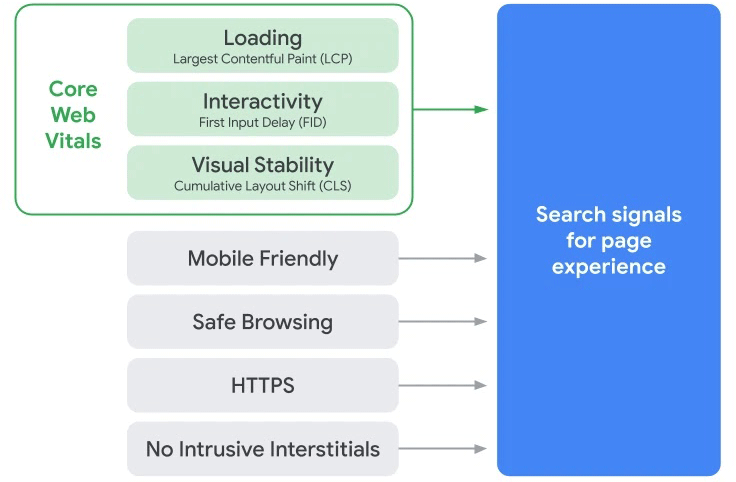 Core
Web
Vitals
Loading
Largest Contentful Paint (LCP)
Interactivity
First Input Delay (FID)
Visual Stability
Cumulative Layout Shift (CLS)
Mobile Friendly
Safe Browsing
HTTPS
No Intrusive Interstitials
Search signals
for page
experience